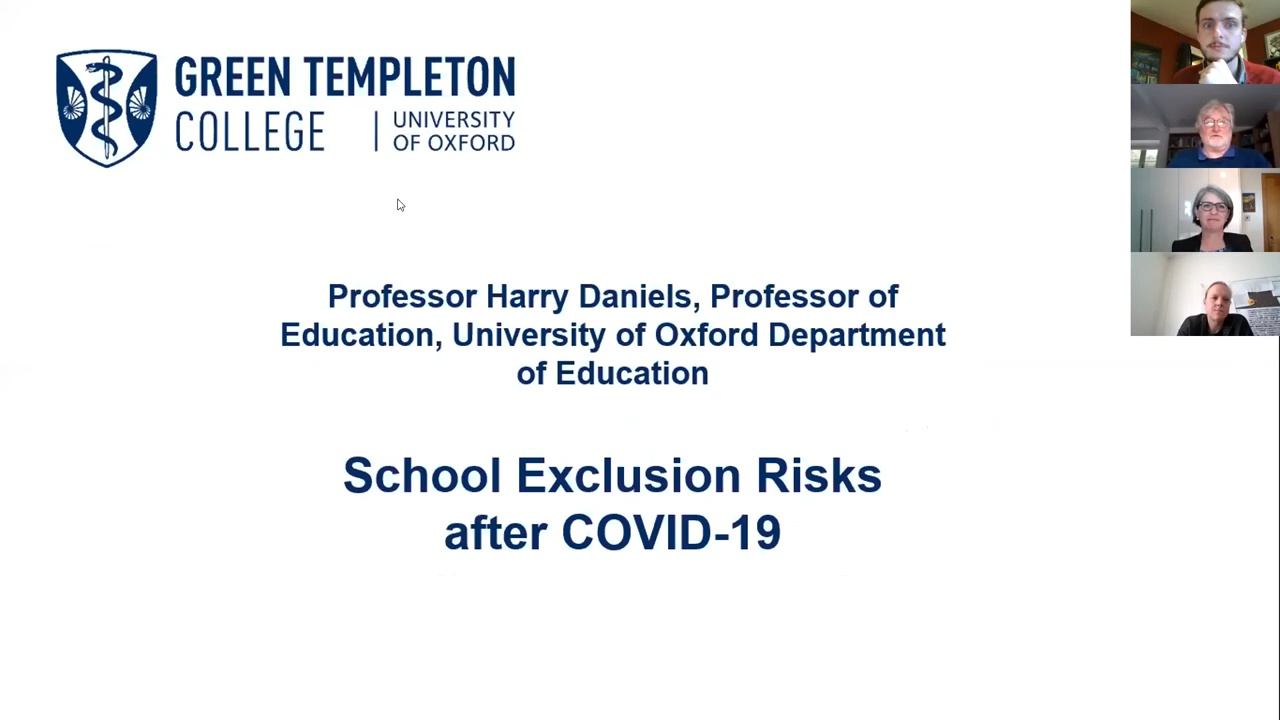 GREEN TEMPLETON
COLLEGE
UNIVERSITY
OF OXFORD
Professor Harry Daniels, Professor of
Education, University of Oxford Department
of Education
School Exclusion Risks
after COVID-19